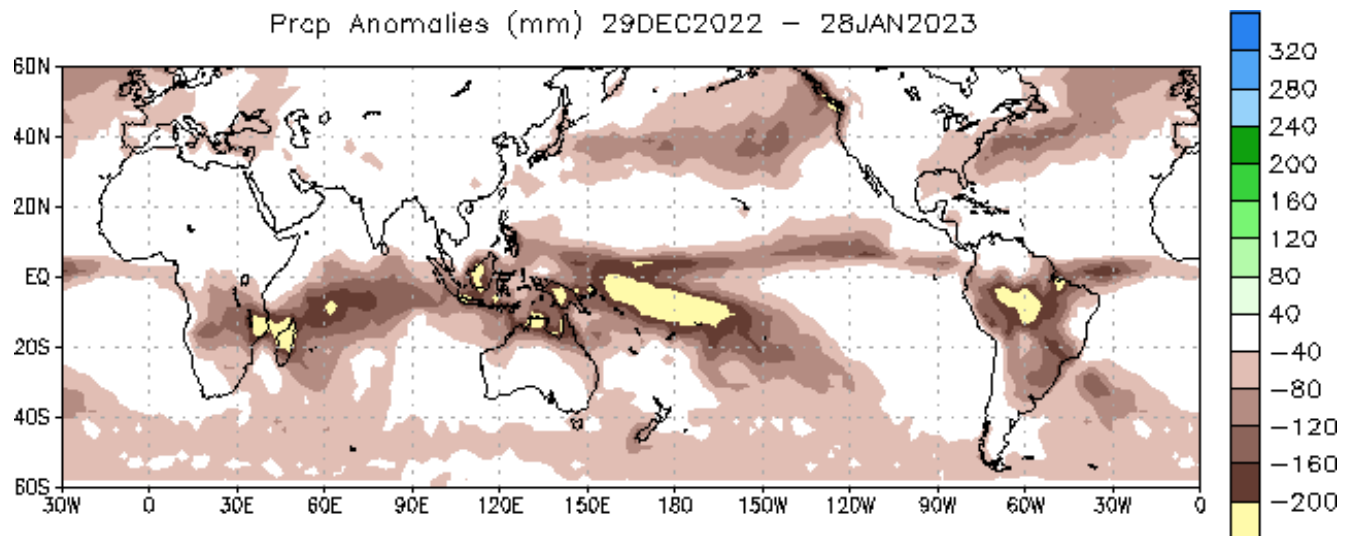 Prcp Anomalies (mm) 29DEC2022 – 28JAN2023
60N
40N
20N
EQ
20S
40S
60S
30W 0 30E 60E 90E 120E 150E 180 150W 120W 90W 60W 30W 0
320
280
240
200
160
120
80
40
−40
−80
−120
−160
−200